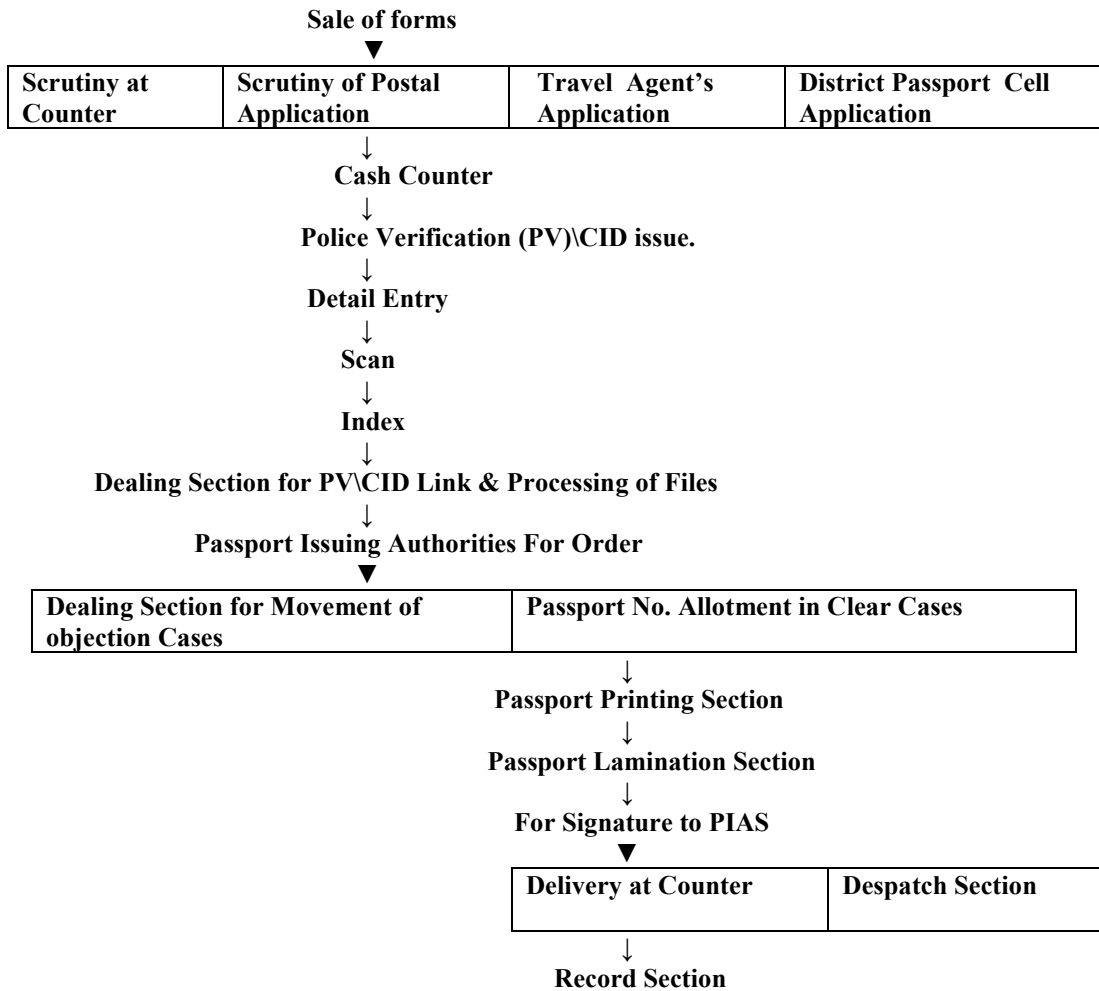 Sale of forms
▼
Scrutiny at Counter
Scrutiny of Postal Application
Travel Agent's Application
District Passport Cell Application
↓
Cash Counter
↓
Police Verification (PV)\CID issue.
↓
Detail Entry
↓
Scan
↓
Index
↓
Dealing Section for PV\CID Link & Processing of Files
↓
Passport Issuing Authorities For Order
▼
Dealing Section for Movement of objection Cases
Passport No. Allotment in Clear Cases
↓
Passport Printing Section
↓
Passport Lamination Section
↓
For Signature to PIAS
▼
Delivery at Counter
Despatch Section
↓
Record Section